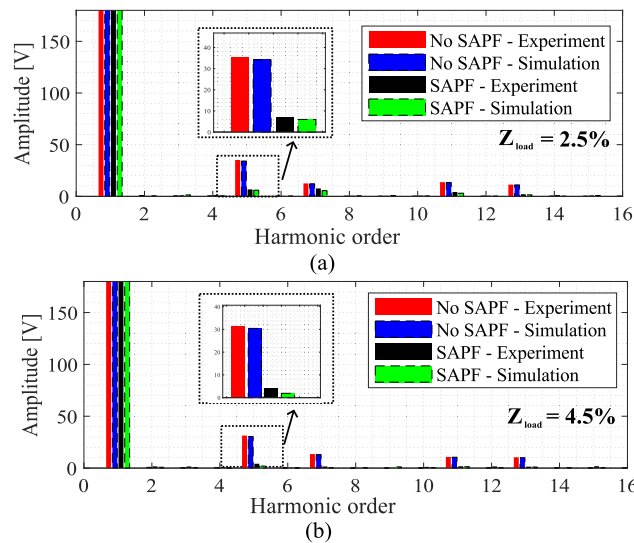 Amplitude [V]
150
100
50
0
40
30
20
10
0
No SAPF - Experiment
No SAPF - Simulation
SAPF - Experiment
SAPF - Simulation
Z load = 2.5%
0 2 4 6 8 10 12 14 16
Harmonic order
(a)
Amplitude [V]
150
100
50
0
40
30
20
10
0
No SAPF - Experiment
No SAPF - Simulation
SAPF - Experiment
SAPF - Simulation
Z load = 4.5%
0 2 4 6 8 10 12 14 16
Harmonic order
(b)